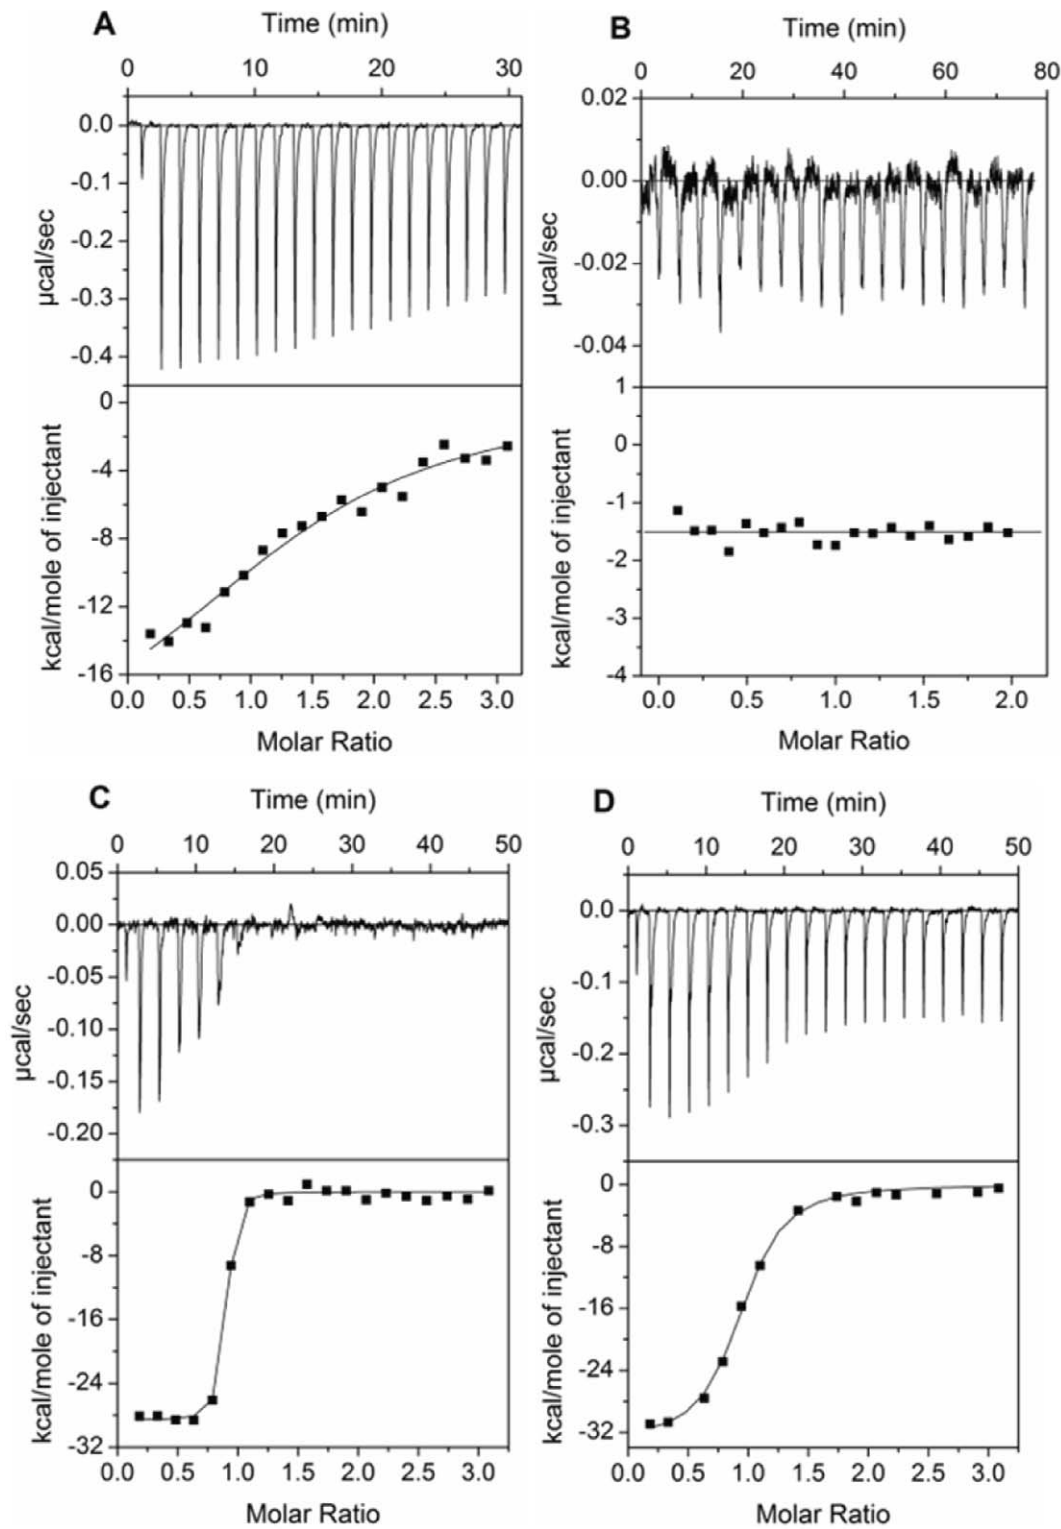 A
Time (min)
0 10 20 30
0.0
-0.1
-0.2
-0.3
-0.4
µcal/sec
0
-4
-8
-12
-16
kcal/mole of injectant
0.0 0.5 1.0 1.5 2.0 2.5 3.0
Molar Ratio
B
Time (min)
0 20 40 60 80
0.02
0.00
-0.02
-0.04
µcal/sec
1
0
-1
-2
-3
-4
kcal/mole of injectant
0.0 0.5 1.0 1.5 2.0
Molar Ratio
C
Time (min)
0 10 20 30 40 50
0.05
0.00
-0.05
-0.10
-0.15
-0.20
µcal/sec
0
-8
-16
-24
-32
kcal/mole of injectant
0.0 0.5 1.0 1.5 2.0 2.5 3.0
Molar Ratio
D
Time (min)
0 10 20 30 40 50
0.0
-0.1
-0.2
-0.3
µcal/sec
0
-8
-16
-24
-32
kcal/mole of injectant
0.0 0.5 1.0 1.5 2.0 2.5 3.0
Molar Ratio